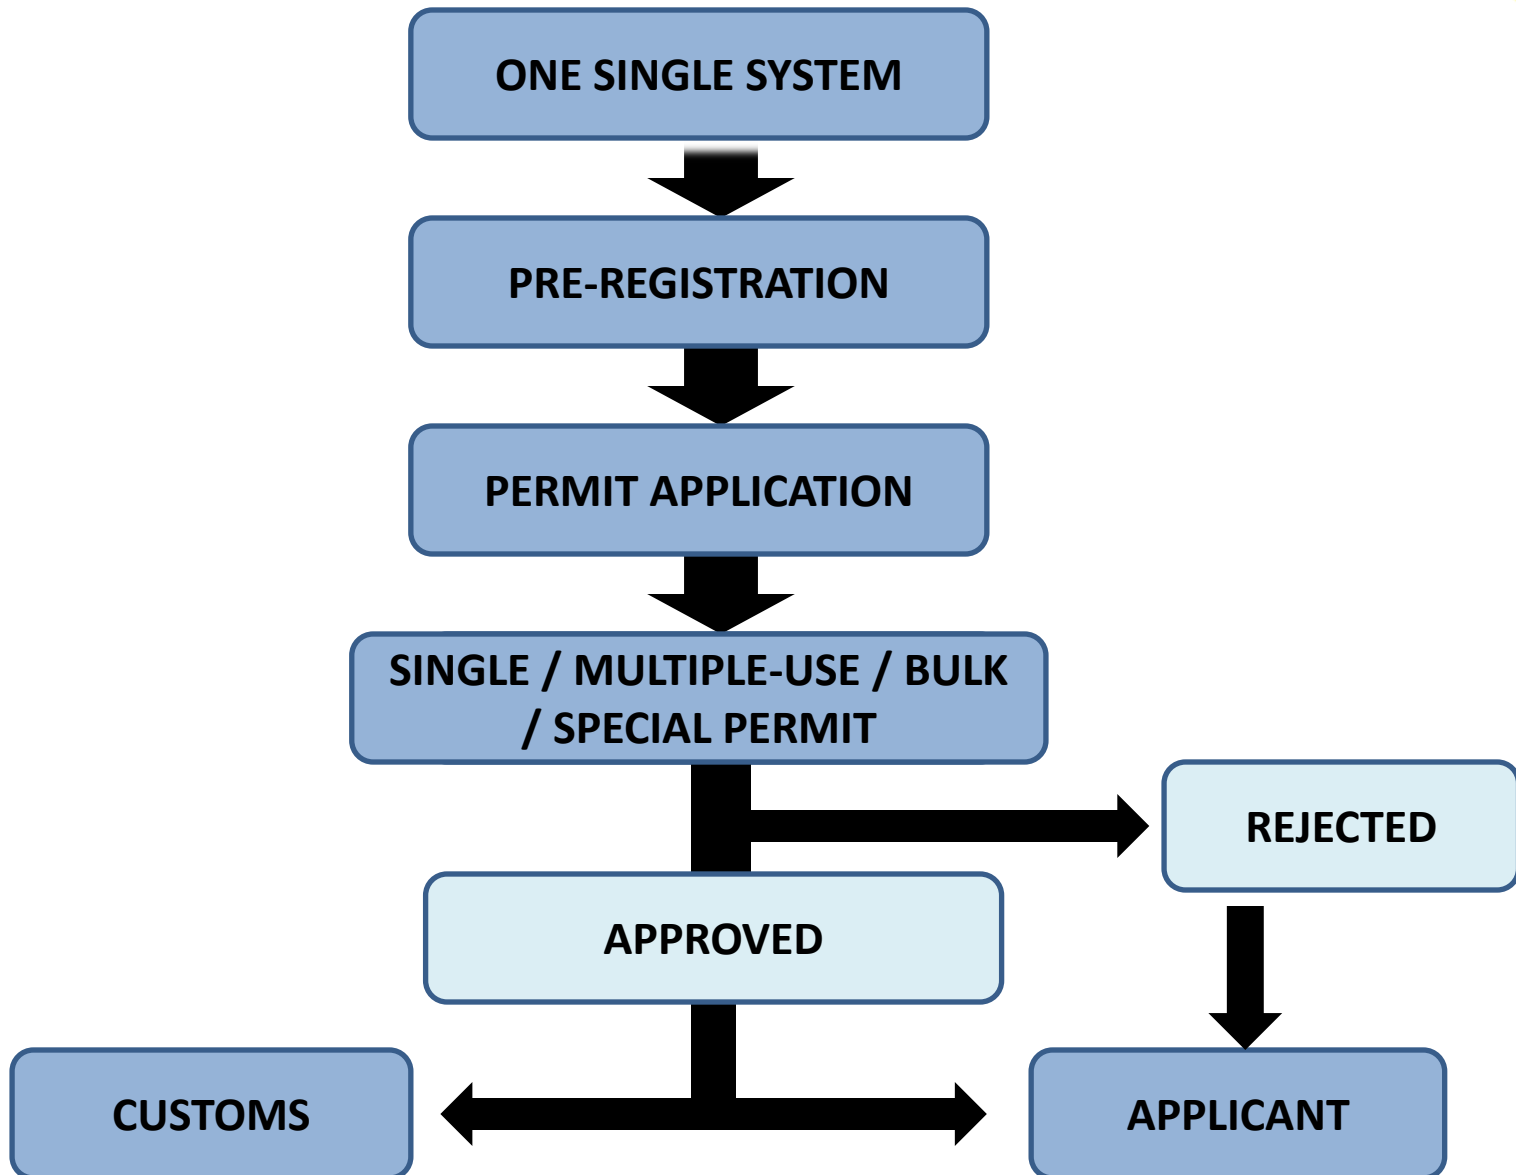 ONE SINGLE SYSTEM
PRE-REGISTRATION
PERMIT APPLICATION
SINGLE / MULTIPLE-USE / BULK
/ SPECIAL PERMIT
REJECTED
APPROVED
CUSTOMS
APPLICANT